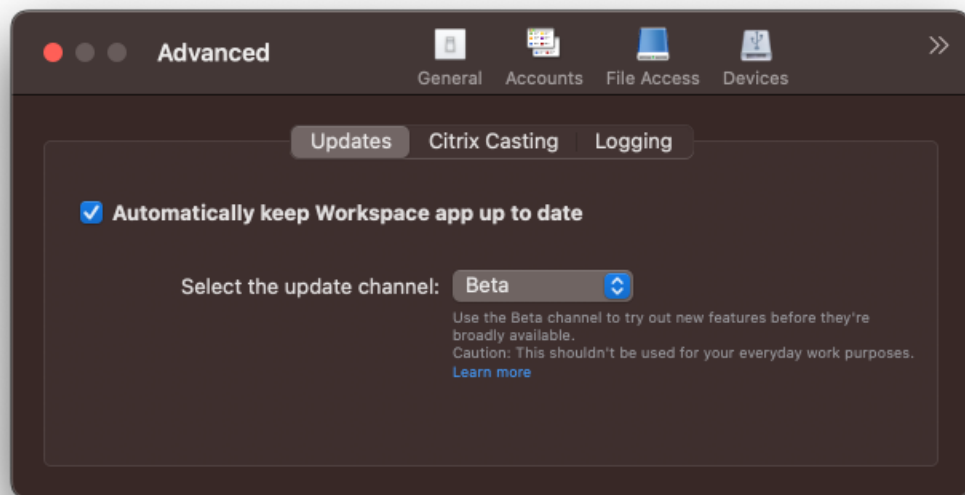 Advanced
General Accounts File Access Devices
Updates Citrix Casting Logging
Automatically keep Workspace app up to date
Select the update channel: Beta
Use the Beta channel to try out new features before they're
broadly available.
Caution: This shouldn't be used for your everyday work purposes.
Learn more